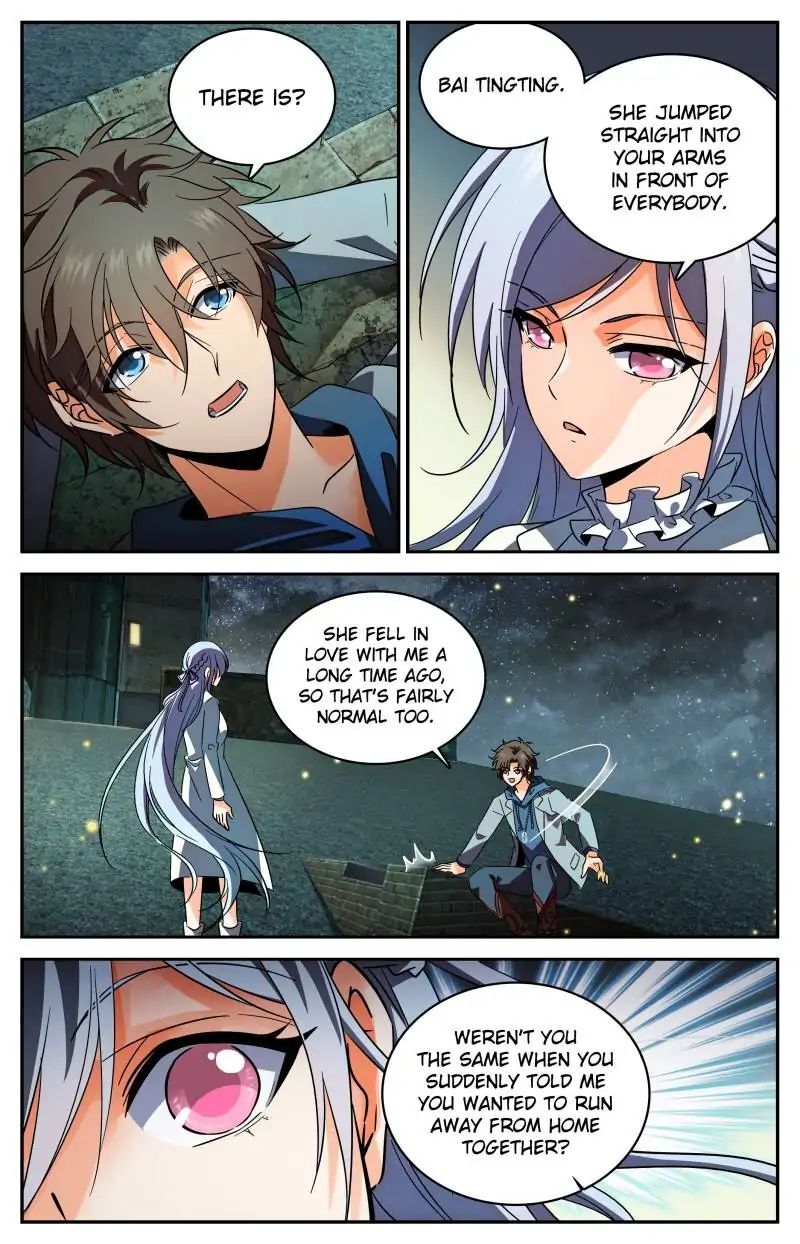 THERE IS?
BAI TINGTING.
SHE JUMPED
STRAIGHT INTO
YOUR ARMS
IN FRONT OF
EVERYBODY.
SHE FELL IN
LOVE WITH ME A
LONG TIME AGO,
SO THAT'S FAIRLY
NORMAL TOO.
WEREN'T YOU
THE SAME WHEN YOU
SUDDENLY TOLD ME
YOU WANTED TO RUN
AWAY FROM HOME
TOGETHER?